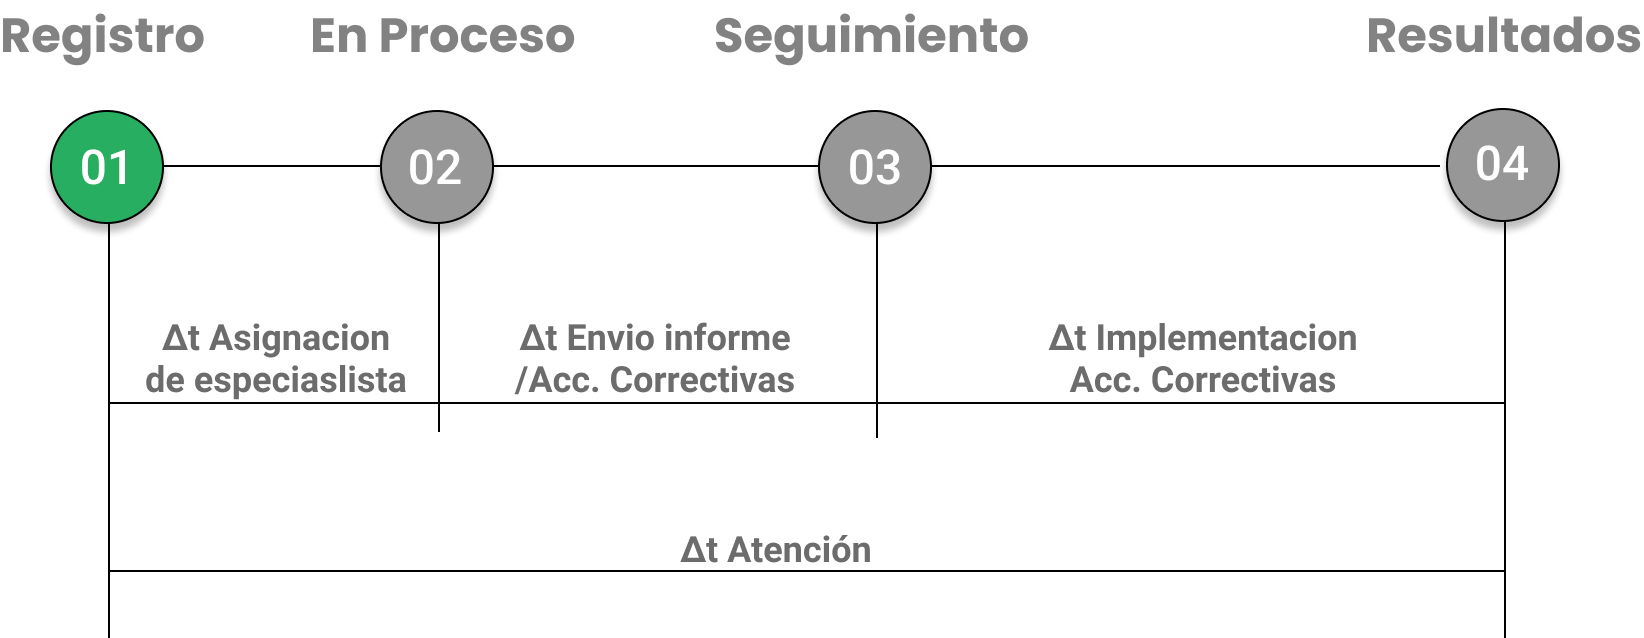 Registro
En Proceso
Seguimiento
Resultados
01
02
03
04
Δt Asignacion
de especiaslista
Δt Envio informe
/Acc. Correctivas
Δt Implementacion
Acc. Correctivas
Δt Atención